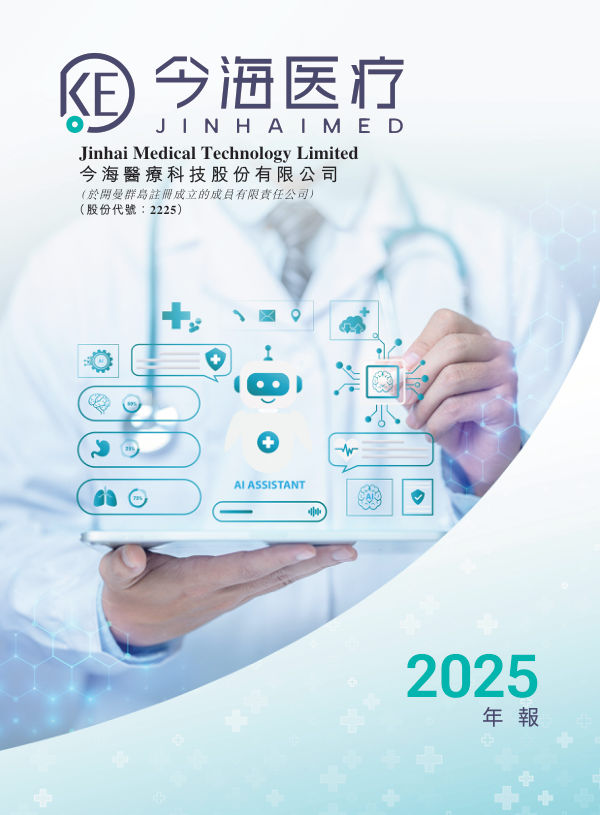 KE 今海医疗
JINHAIMED
Jinhai Medical Technology Limited
今海醫療科技股份有限公司
(於開曼群島註冊成立的成員有限責任公司)
(股份代號：2225)
AI
60%
25%
75%
AI ASSISTANT
AI
2025
年報